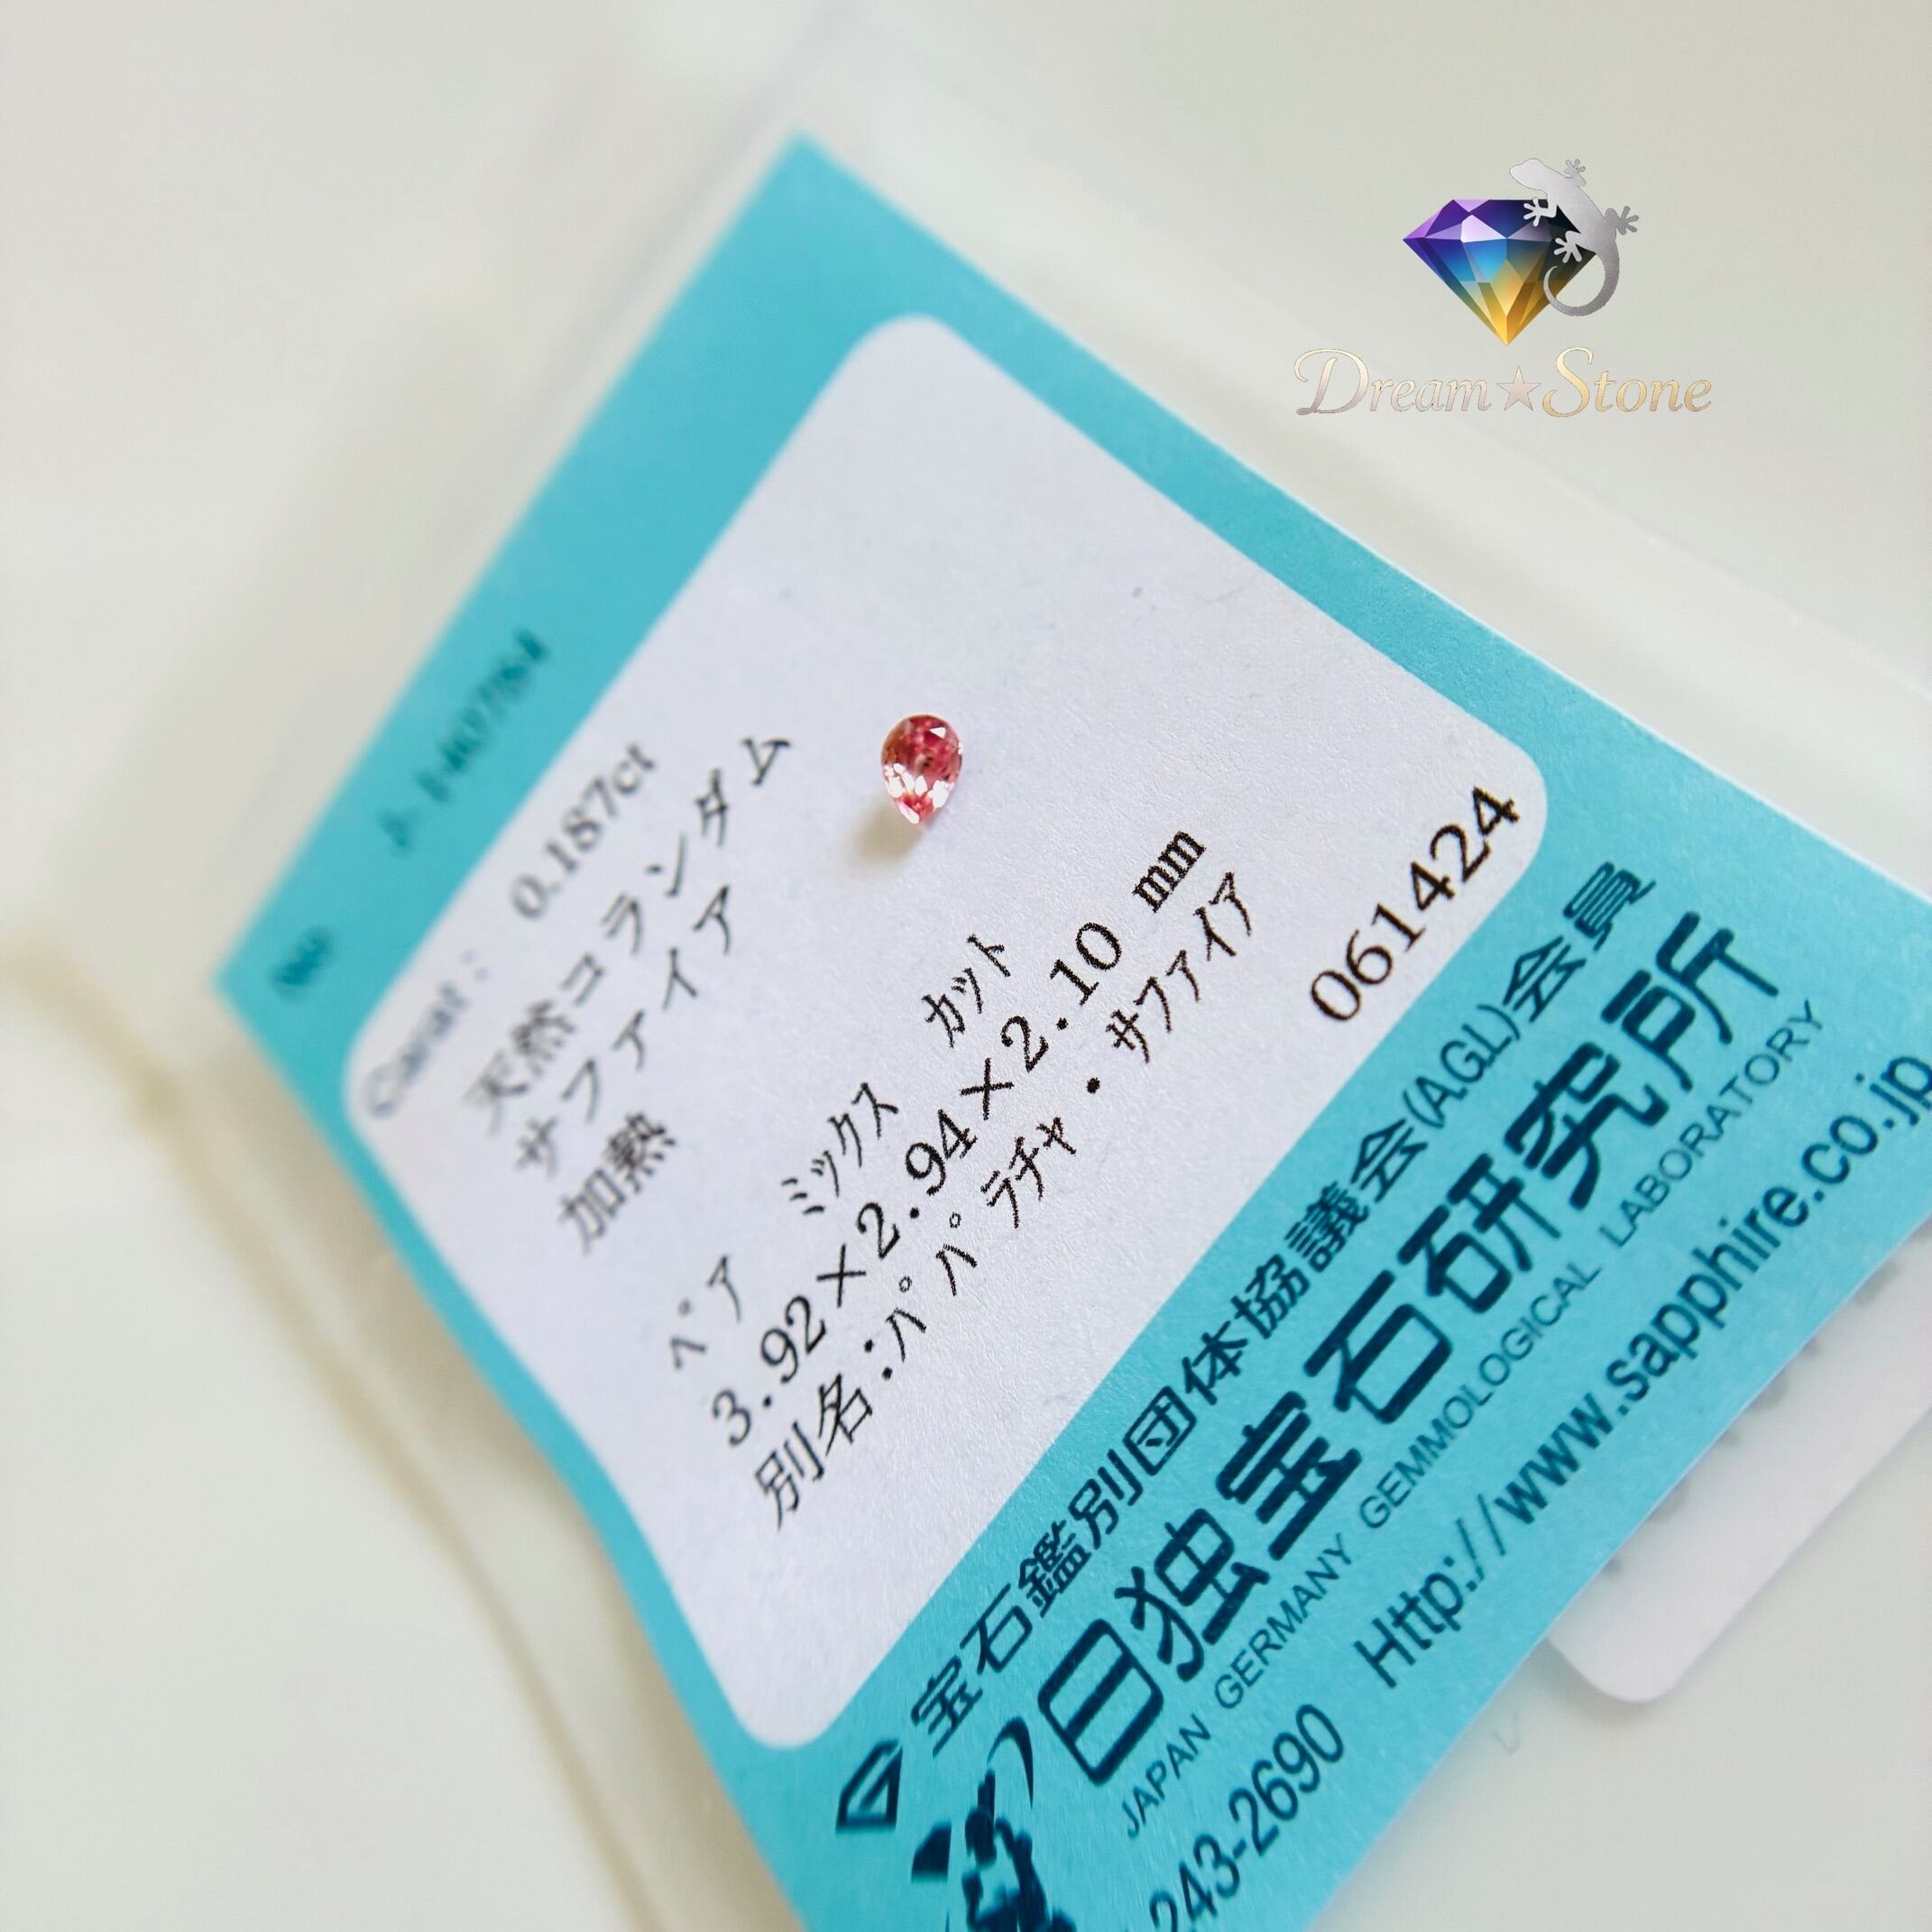 Dream★Stone
Carat: 0.187ct
天然コランダム
サファイア
加熱
ペア ミックス カット
3.92×2.94×2.10 mm
別名:パパラチャ・サファイア
061424
宝石鑑別団体協議会(AGL)会員
日独宝石研究所
JAPAN GERMANY GEMMOLOGICAL LABORATORY
243-2690 Http://www.sapphire.co.jp